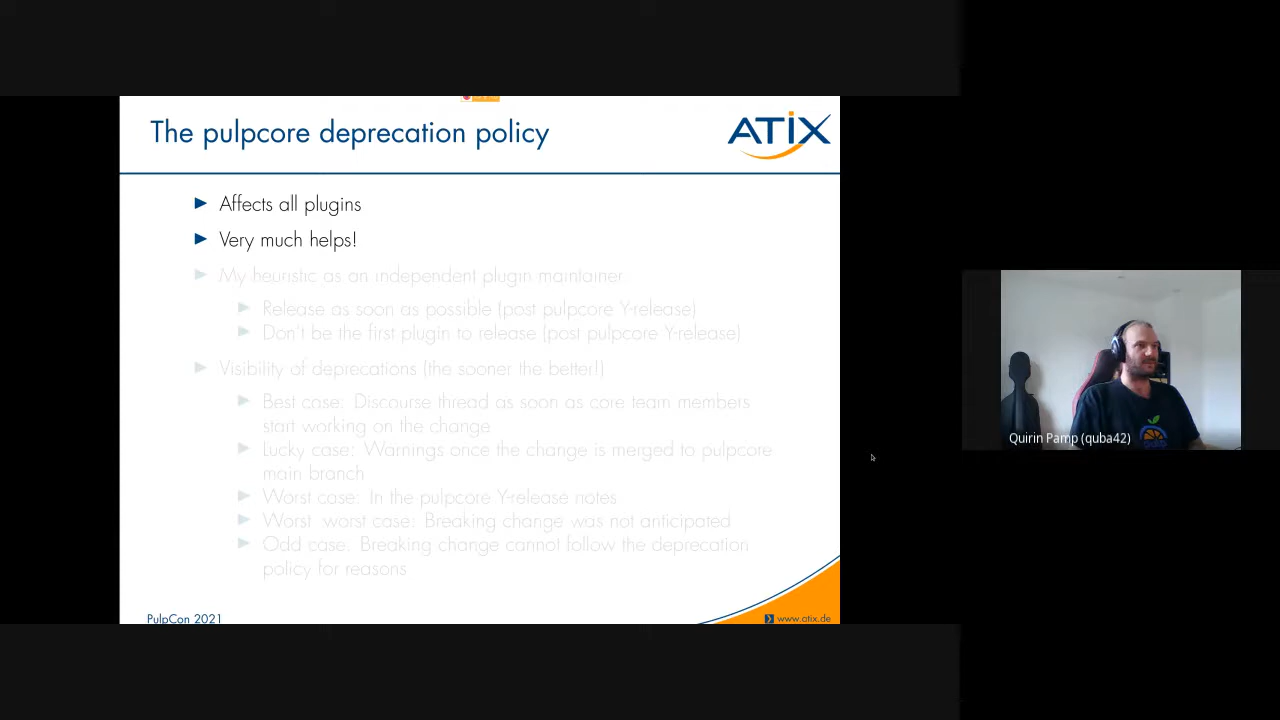 The pulpcore deprecation policy
ATIX
Affects all plugins
Very much helps!
My heuristic as an independent plugin maintainer:
Release as soon as possible (post pulpcore Y-release)
Don't be the first plugin to release (post pulpcore Y-release)
Visibility of deprecations (the sooner the better!)
Best case: Discourse thread as soon as core team members
start working on the change
Lucky case: Warnings once the change is merged to pulpcore
main branch
Worst case: In the pulpcore Y-release notes
Worst worst case: Breaking change was not anticipated
Odd case: Breaking change cannot follow the deprecation
policy for reasons
PulpCon 2021
www.atix.de
Quirin Pamp (quba42)